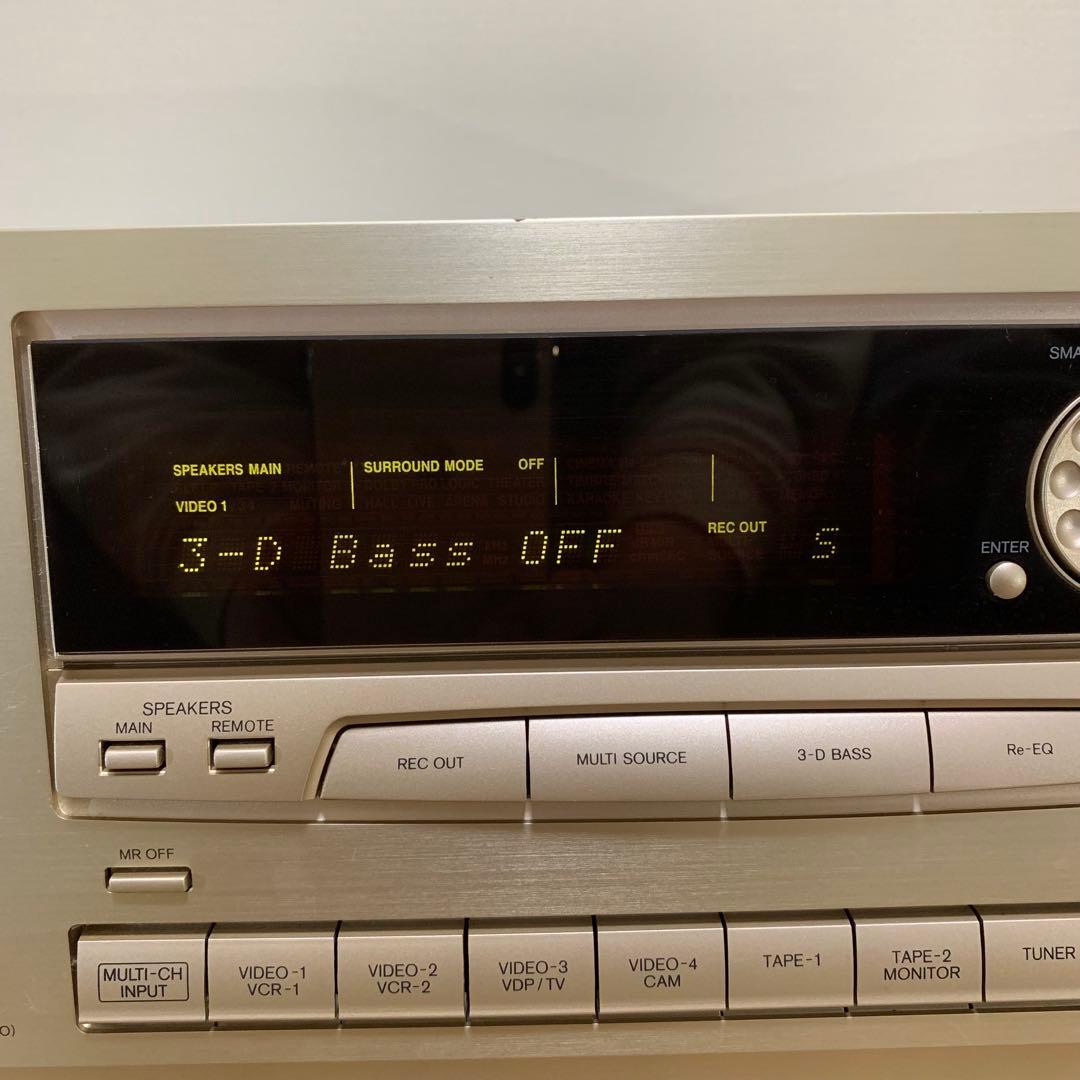 SMA
SPEAKERS MAIN
SURROUND MODE OFF
VIDEO 1
REC OUT
3-D Bass OFF S
ENTER
SPEAKERS
MAIN REMOTE
REC OUT
MULTI SOURCE
3-D BASS
Re-EQ
MR OFF
MULTI-CH
INPUT
VIDEO-1
VCR-1
VIDEO-2
VCR-2
VIDEO-3
VDP/TV
VIDEO-4
CAM
TAPE-1
TAPE-2
MONITOR
TUNER
O)